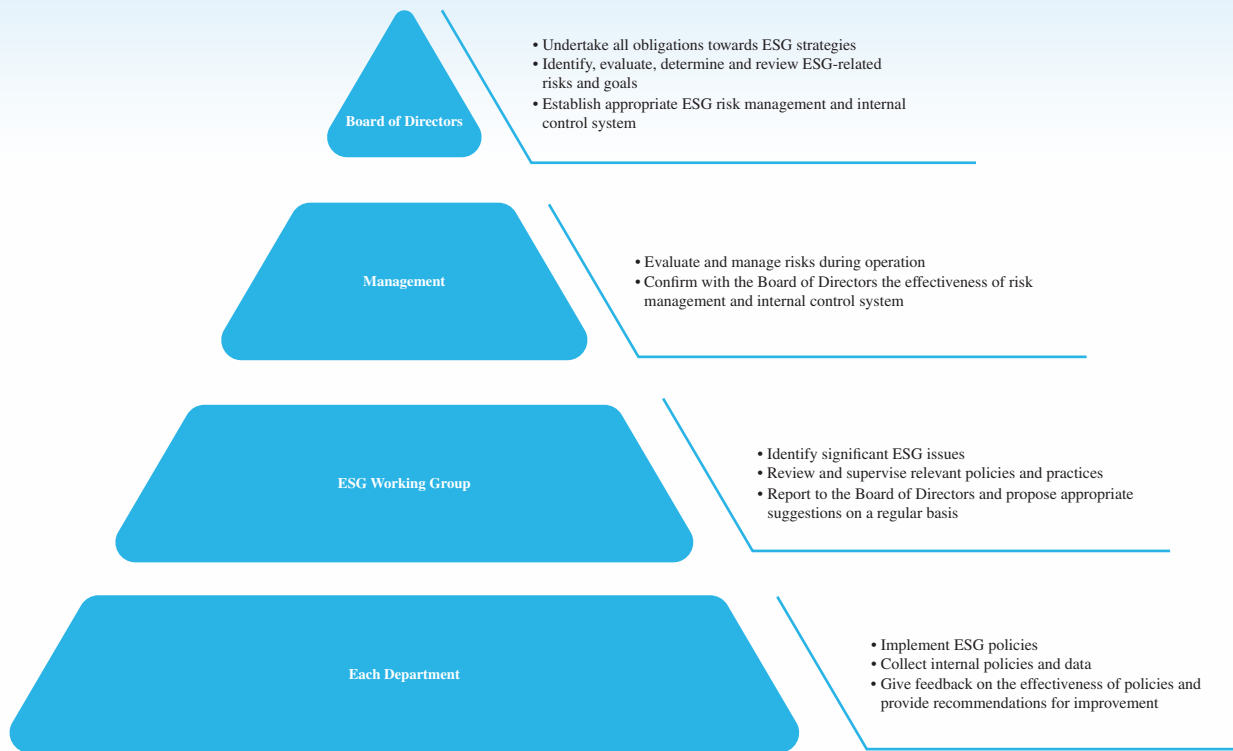 • Undertake all obligations towards ESG strategies
• Identify, evaluate, determine and review ESG-related
risks and goals
• Establish appropriate ESG risk management and internal
control system
Board of Directors
• Evaluate and manage risks during operation
• Confirm with the Board of Directors the effectiveness of risk
management and internal control system
Management
• Identify significant ESG issues
• Review and supervise relevant policies and practices
• Report to the Board of Directors and propose appropriate
suggestions on a regular basis
ESG Working Group
• Implement ESG policies
• Collect internal policies and data
• Give feedback on the effectiveness of policies and
provide recommendations for improvement
Each Department